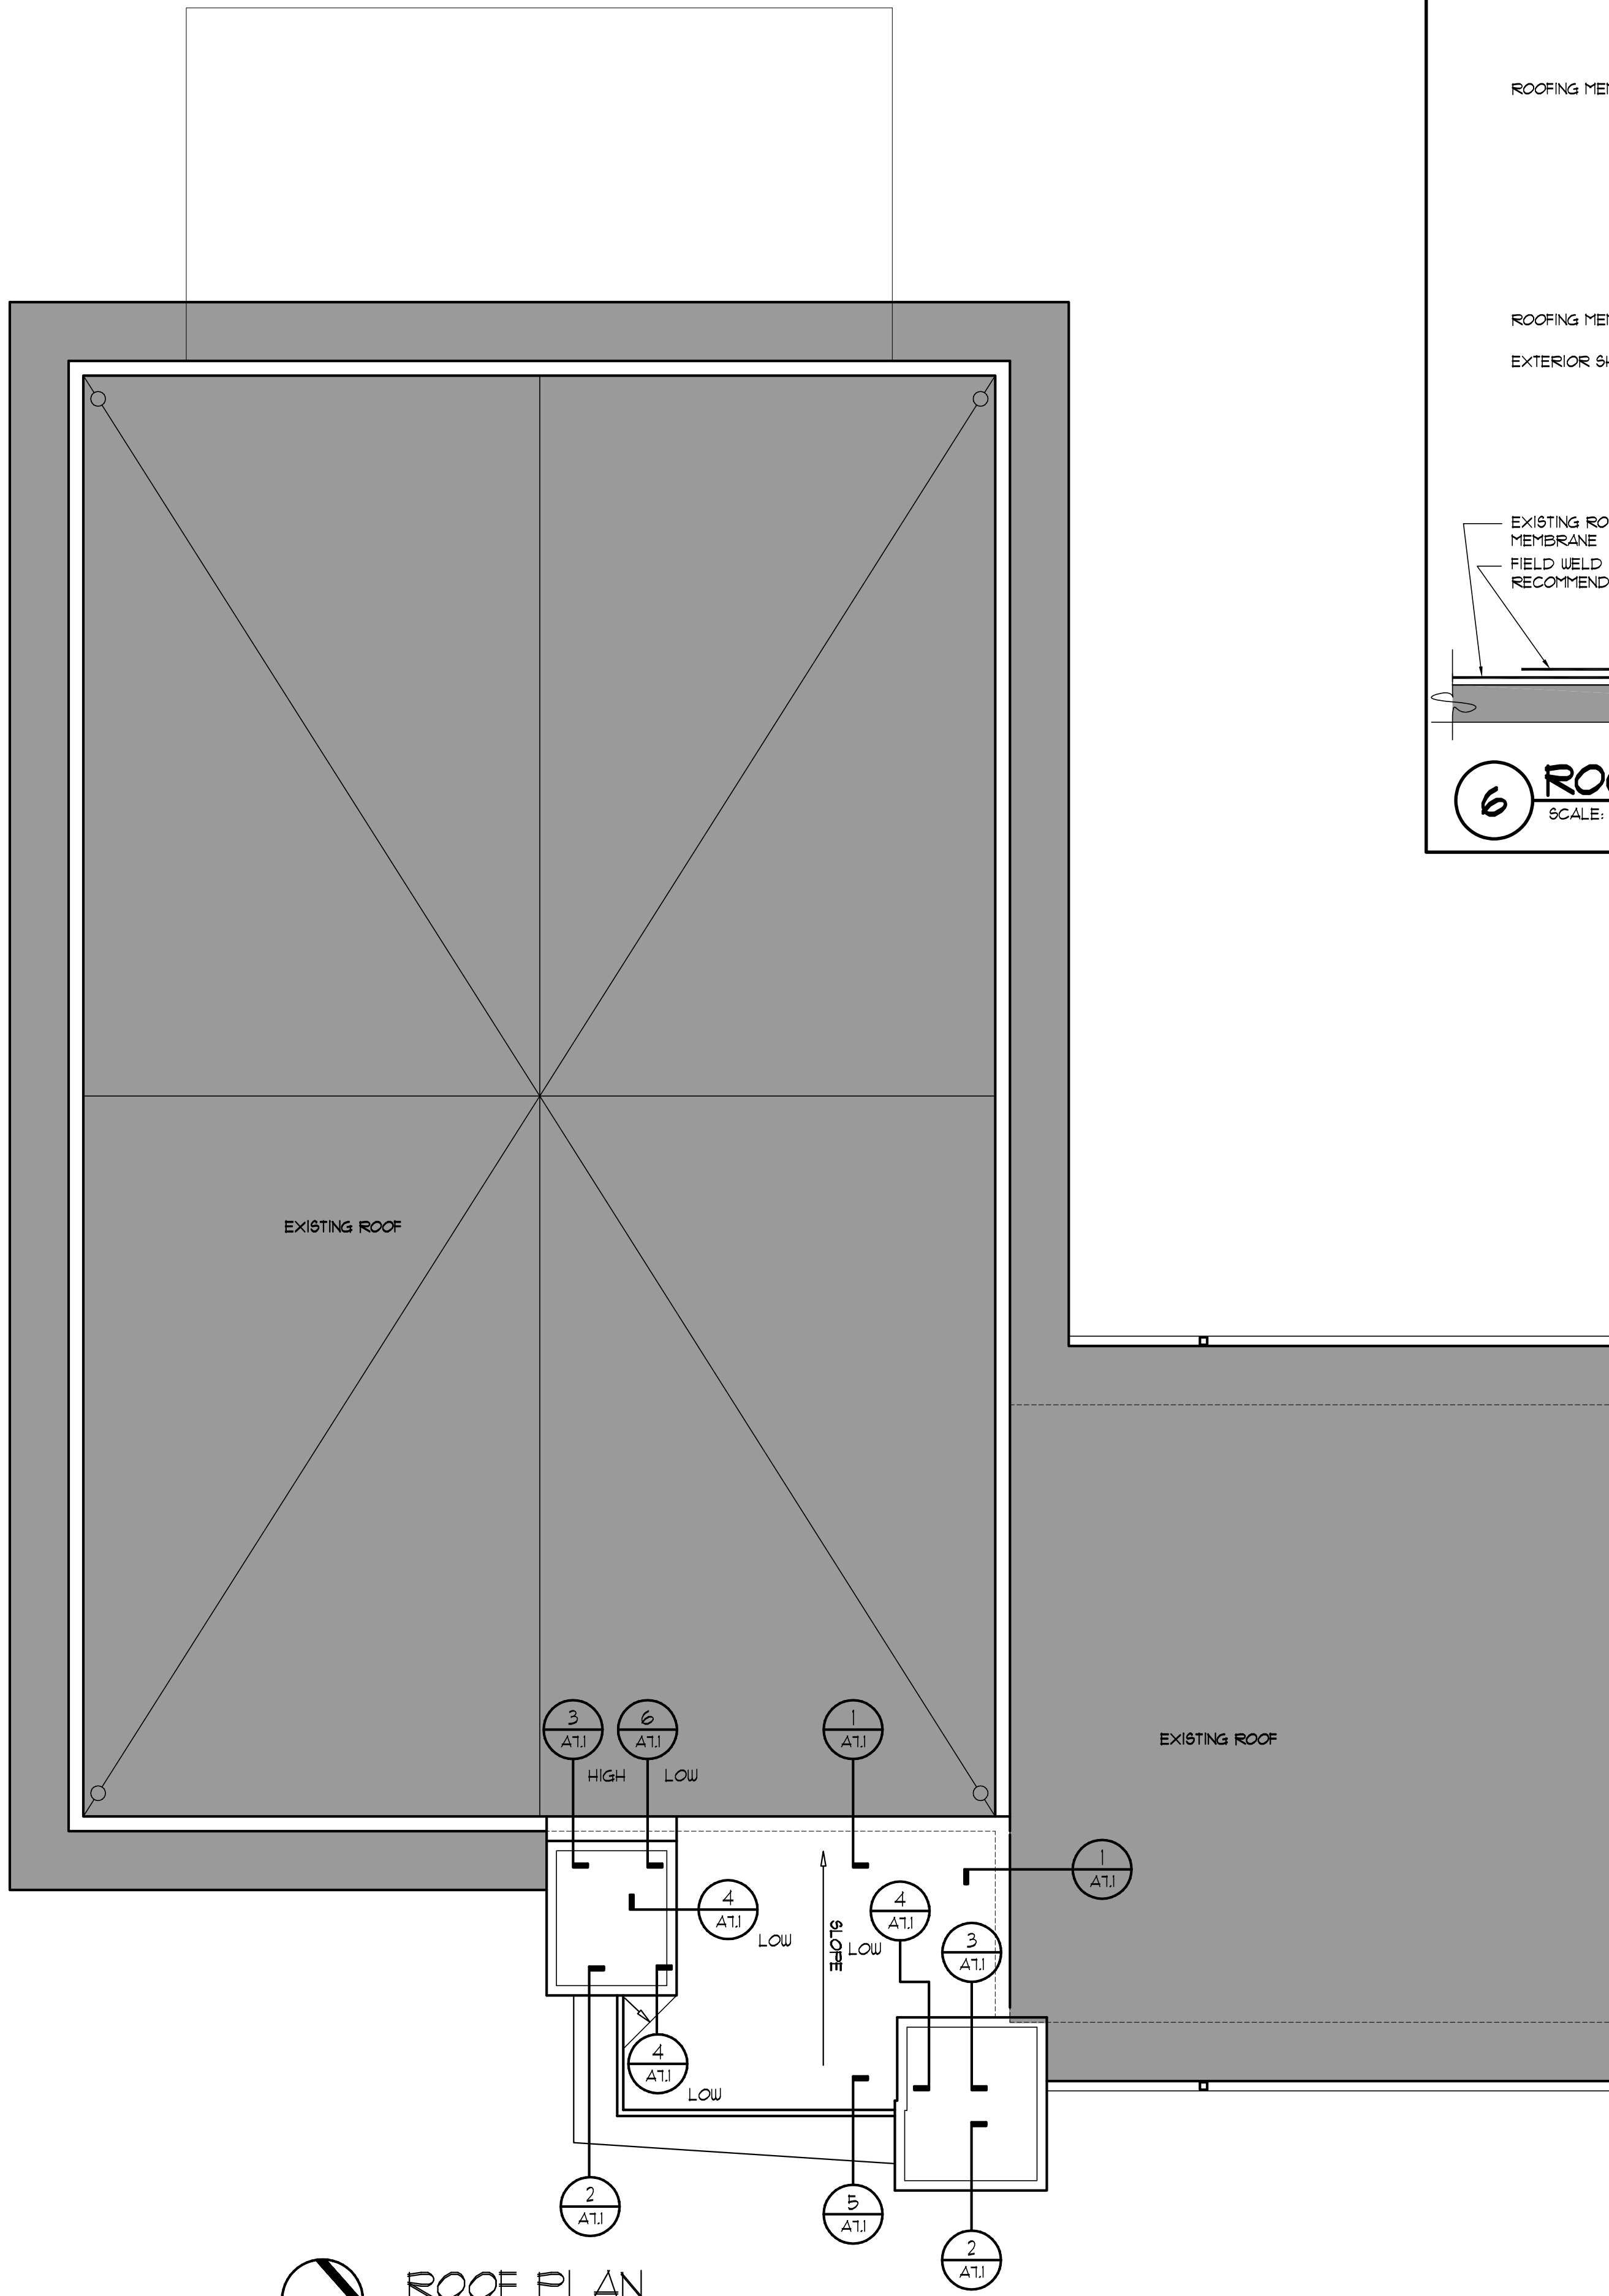 ROOFING MEM
ROOFING MEM
EXTERIOR SH
EXISTING ROO
MEMBRANE
FIELD WELD
RECOMMEND
6
ROO
SCALE:
EXISTING ROOF
3
A7.1
6
A7.1
1
A7.1
HIGH
LOW
EXISTING ROOF
1
A7.1
4
A7.1
4
A7.1
SLOPE
LOW
LOW
3
A7.1
4
A7.1
LOW
2
A7.1
5
A7.1
2
A7.1
ROOF PLAN